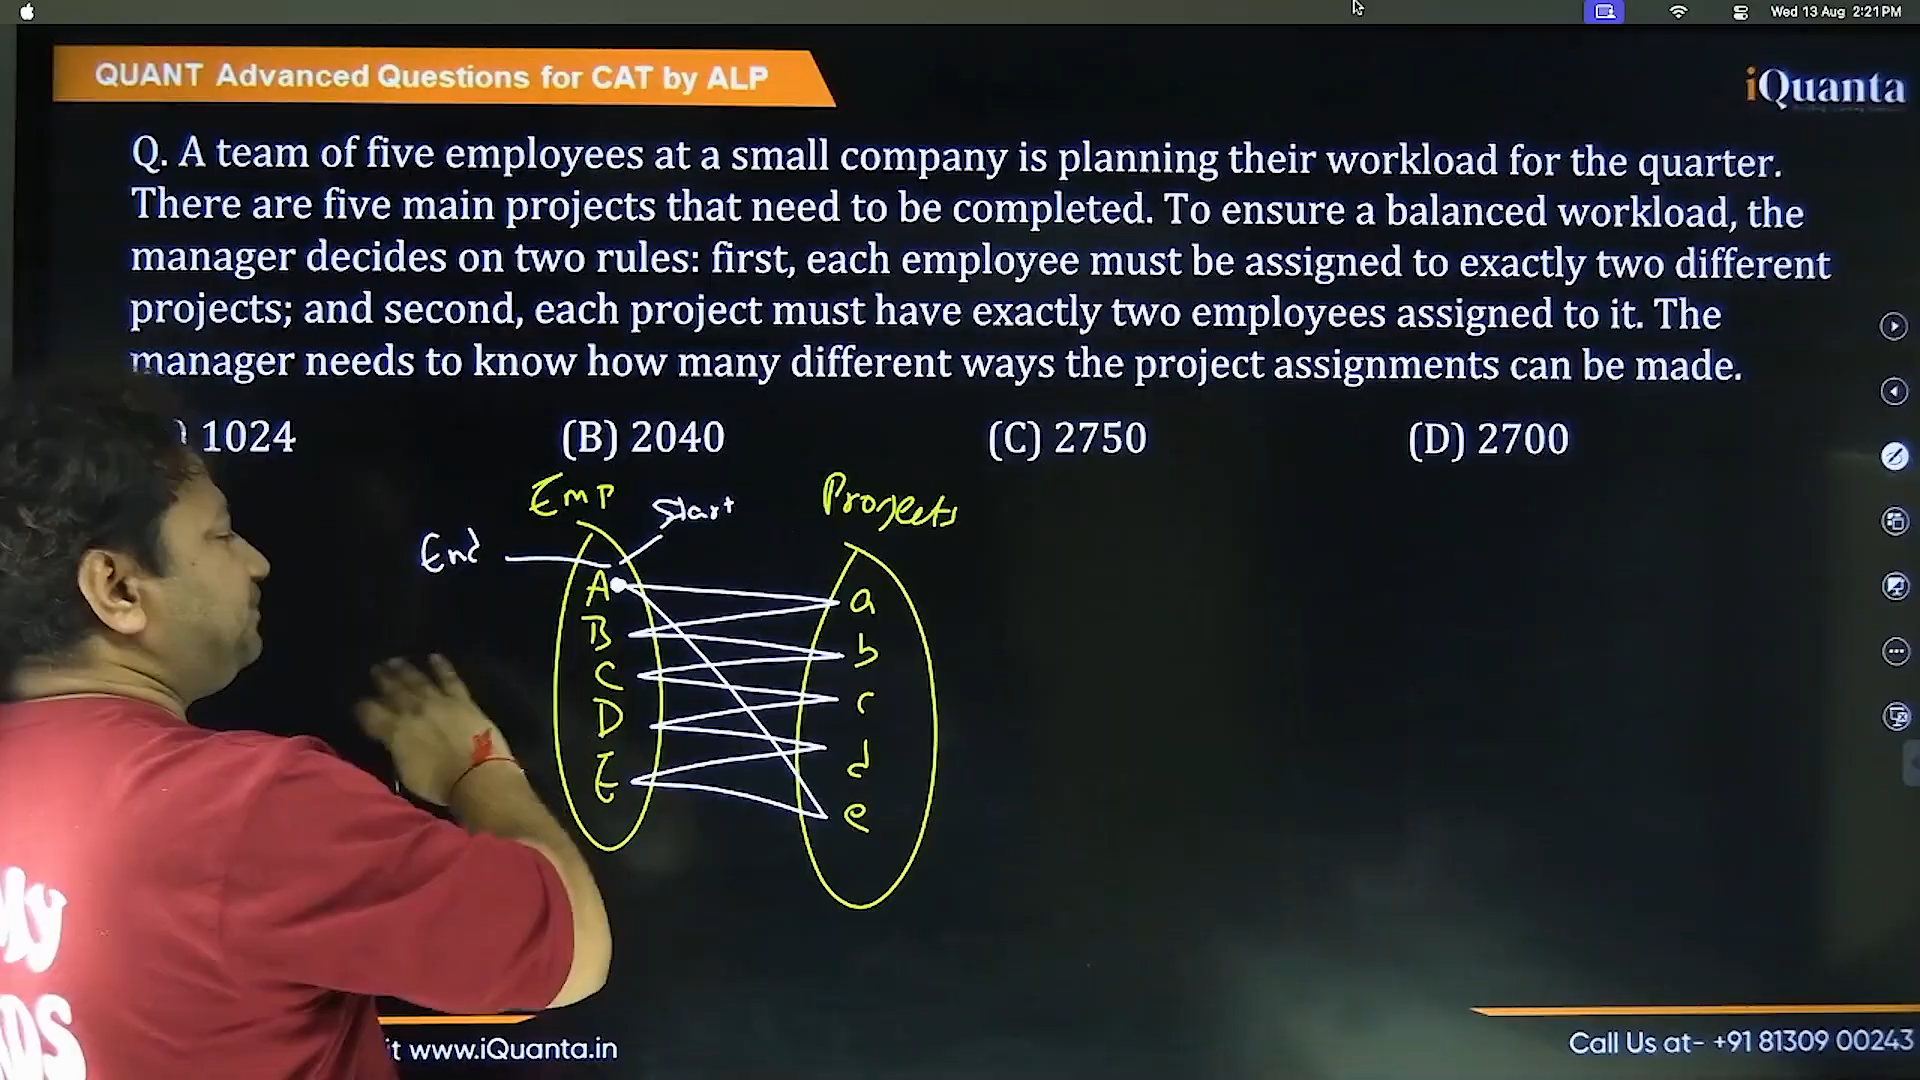 Wed 13 Aug 2:21PM
QUANT Advanced Questions for CAT by ALP
iQuanta
Q. A team of five employees at a small company is planning their workload for the quarter.
There are five main projects that need to be completed. To ensure a balanced workload, the
manager decides on two rules: first, each employee must be assigned to exactly two different
projects; and second, each project must have exactly two employees assigned to it. The
manager needs to know how many different ways the project assignments can be made.
) 1024 (B) 2040 (C) 2750 (D) 2700
Emp Start Projects
End
A a
B b
C c
D d
E e
www.iQuanta.in
Call Us at- +91 81309 00243